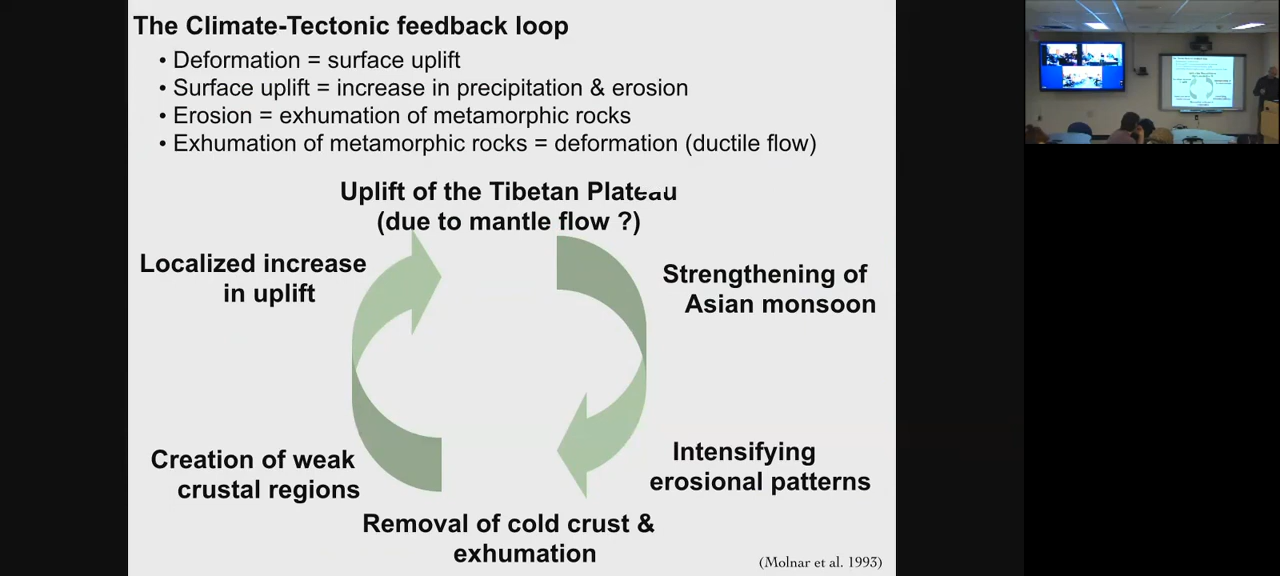 The Climate-Tectonic feedback loop
• Deformation = surface uplift
• Surface uplift = increase in precipitation & erosion
• Erosion = exhumation of metamorphic rocks
• Exhumation of metamorphic rocks = deformation (ductile flow)
Uplift of the Tibetan Plateau
(due to mantle flow ?)
Localized increase
in uplift
Strengthening of
Asian monsoon
Creation of weak
crustal regions
Intensifying
erosional patterns
Removal of cold crust &
exhumation
(Molnar et al. 1993)